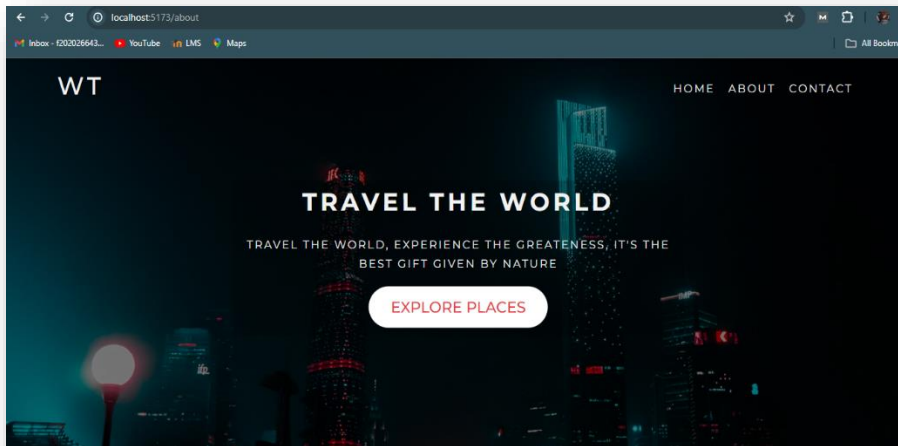 localhost:5173/about
M
Inbox - f202026643... YouTube LMS Maps All Bookm
WT
HOME ABOUT CONTACT
JFC
TRAVEL THE WORLD
TRAVEL THE WORLD, EXPERIENCE THE GREATENESS, IT'S THE
BEST GIFT GIVEN BY NATURE
EXPLORE PLACES